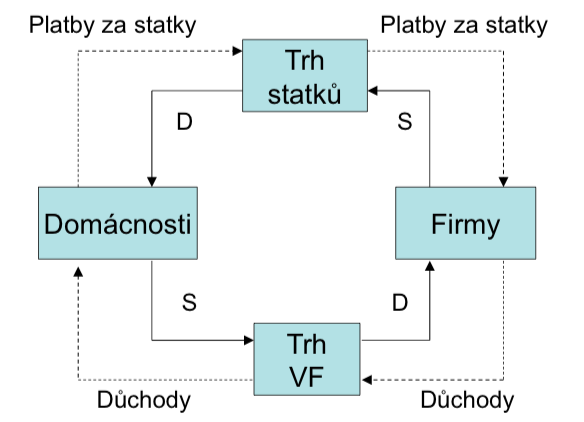 Platby za statky
Platby za statky
Trh
statků
D
S
Domácnosti
Firmy
S
D
Trh
VF
Důchody
Důchody